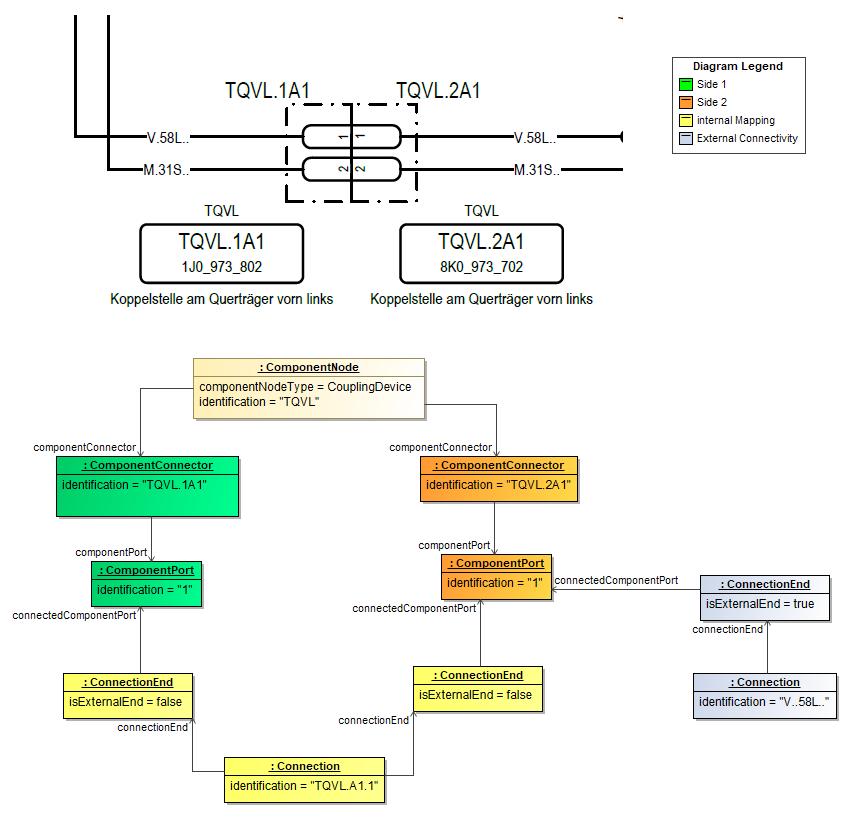 TQVL.1A1
TQVL.2A1
Diagram Legend
Side 1
Side 2
internal Mapping
External Connectivity
V.58L..
1
1
V.58L..
M.31S..
2
2
M.31S..
TQVL
TQVL
TQVL.1A1
1J0_973_802
TQVL.2A1
8K0_973_702
Koppelstelle am Querträger vorn links
Koppelstelle am Querträger vorn links
: ComponentNode
componentNodeType = CouplingDevice
identification = "TQVL"
componentConnector
componentConnector
: ComponentConnector
identification = "TQVL.1A1"
: ComponentConnector
identification = "TQVL.2A1"
componentPort
componentPort
: ComponentPort
identification = "1"
: ComponentPort
identification = "1"
connectedComponentPort
: ConnectionEnd
isExternalEnd = true
connectedComponentPort
connectedComponentPort
connectionEnd
: ConnectionEnd
isExternalEnd = false
: ConnectionEnd
isExternalEnd = false
: Connection
identification = "V..58L.."
connectionEnd
connectionEnd
: Connection
identification = "TQVL.A1.1"